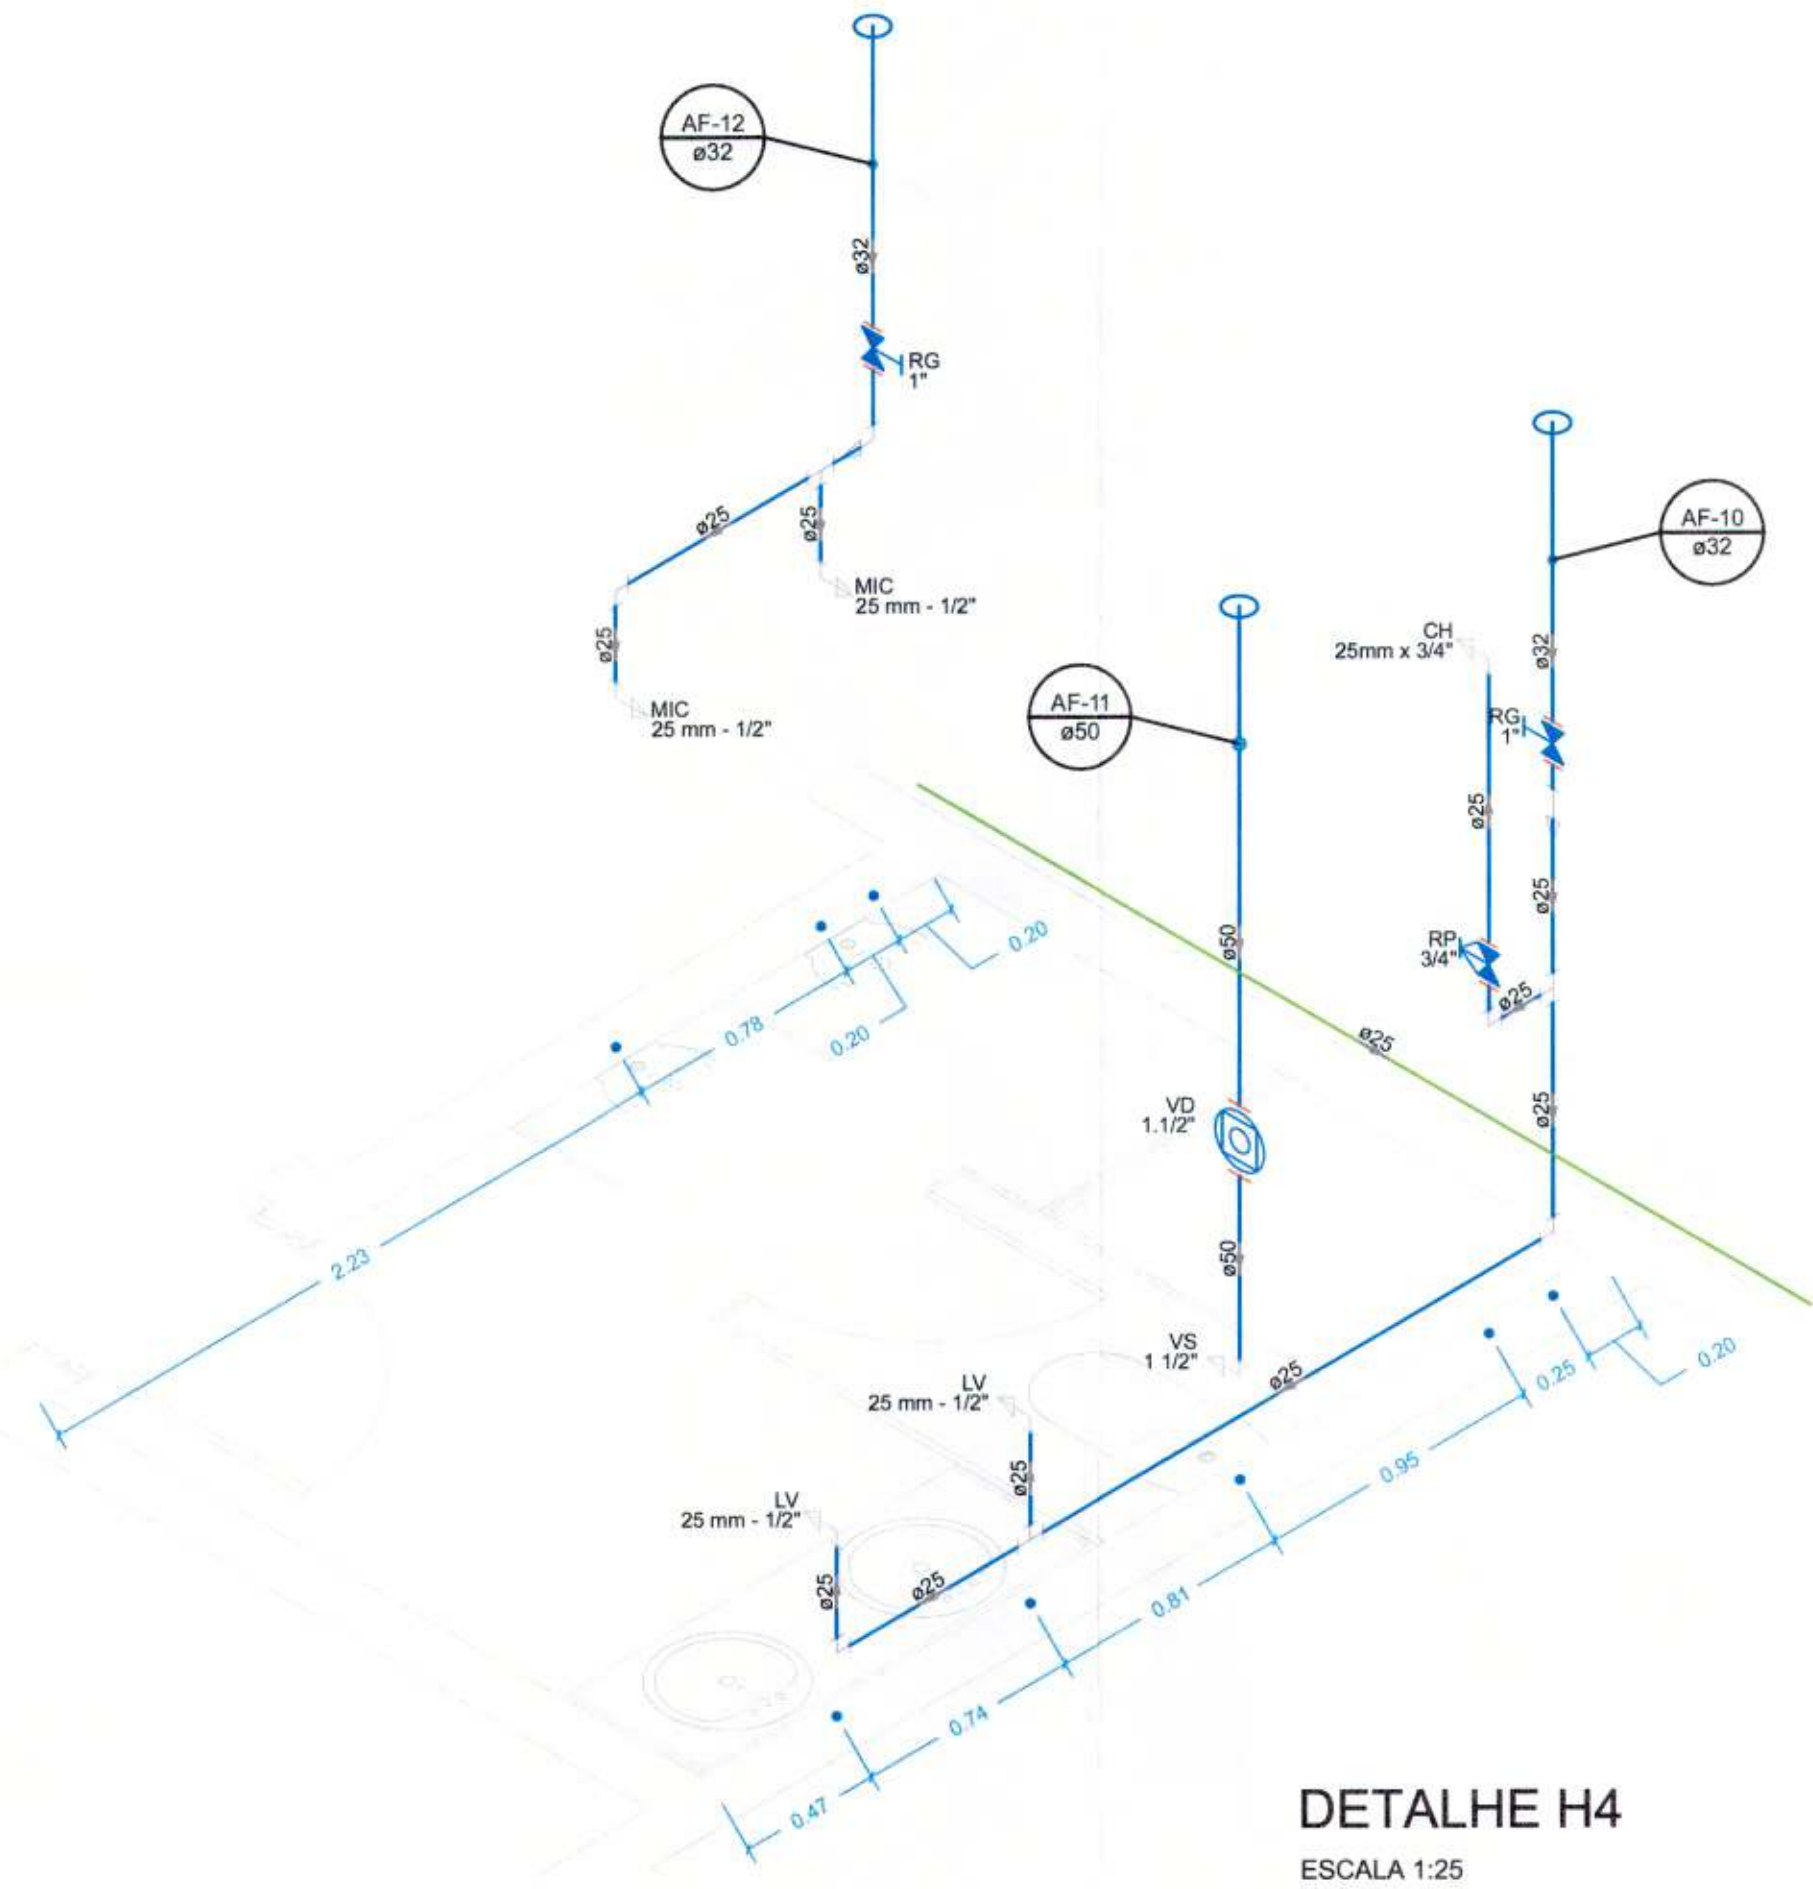 AF-12
ø32
ø32
RG
1"
ø25
ø25
MIC
25 mm - 1/2"
ø25
MIC
25 mm - 1/2"
AF-10
ø32
CH
25mm x 3/4"
ø32
RG
1"
AF-11
ø50
ø25
ø25
ø50
RP
3/4"
ø25
ø25
ø25
0.20
0.20
0.78
2.23
VD
1.1/2"
ø50
VS
1 1/2"
ø25
LV
25 mm - 1/2"
ø25
LV
25 mm - 1/2"
ø25
ø25
0.20
0.25
0.95
0.81
0.74
0.47
DETALHE H4
ESCALA 1:25